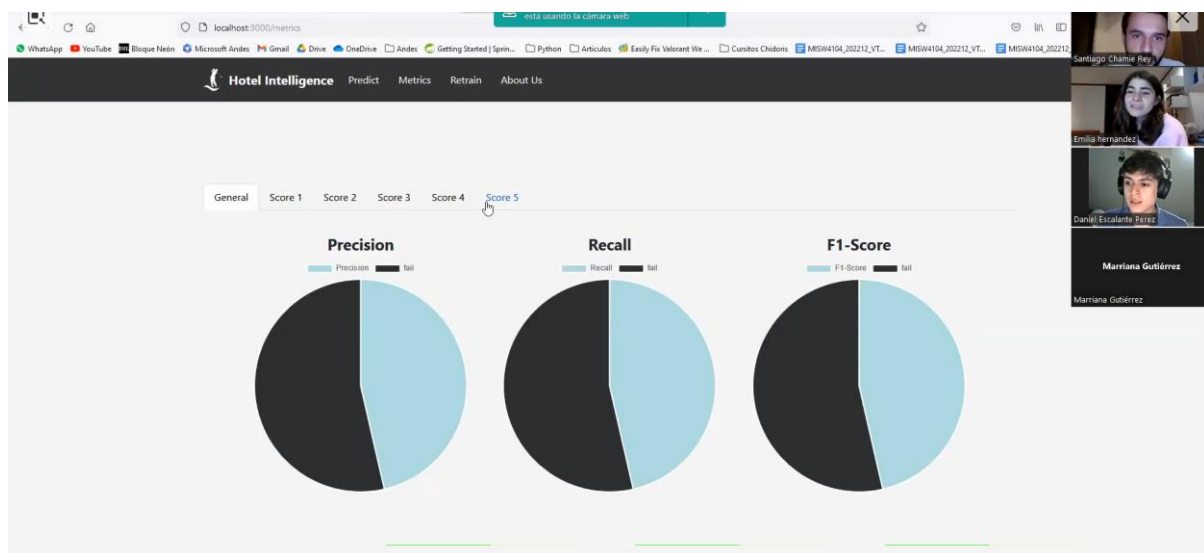 está usando la cámara web
localhost:3000/metrics
WhatsApp YouTube Bloque Neón Microsoft Andes Gmail Drive OneDrive Andes Getting Started | Sprin... Python Articulos Easily Fix Valorant We ... Cursitos Chidoris MISW4104_202212_VT... MISW4104_202212_VT... MISW4104_202212
Santiago Chamie Rey
Hotel Intelligence Predict Metrics Retrain About Us
Emilia hernandez
General Score 1 Score 2 Score 3 Score 4 Score 5
Daniel Escalante Perez
Precision Recall F1-Score
Precision fail Recall fail F1-Score fail
Marriana Gutiérrez
Marriana Gutiérrez